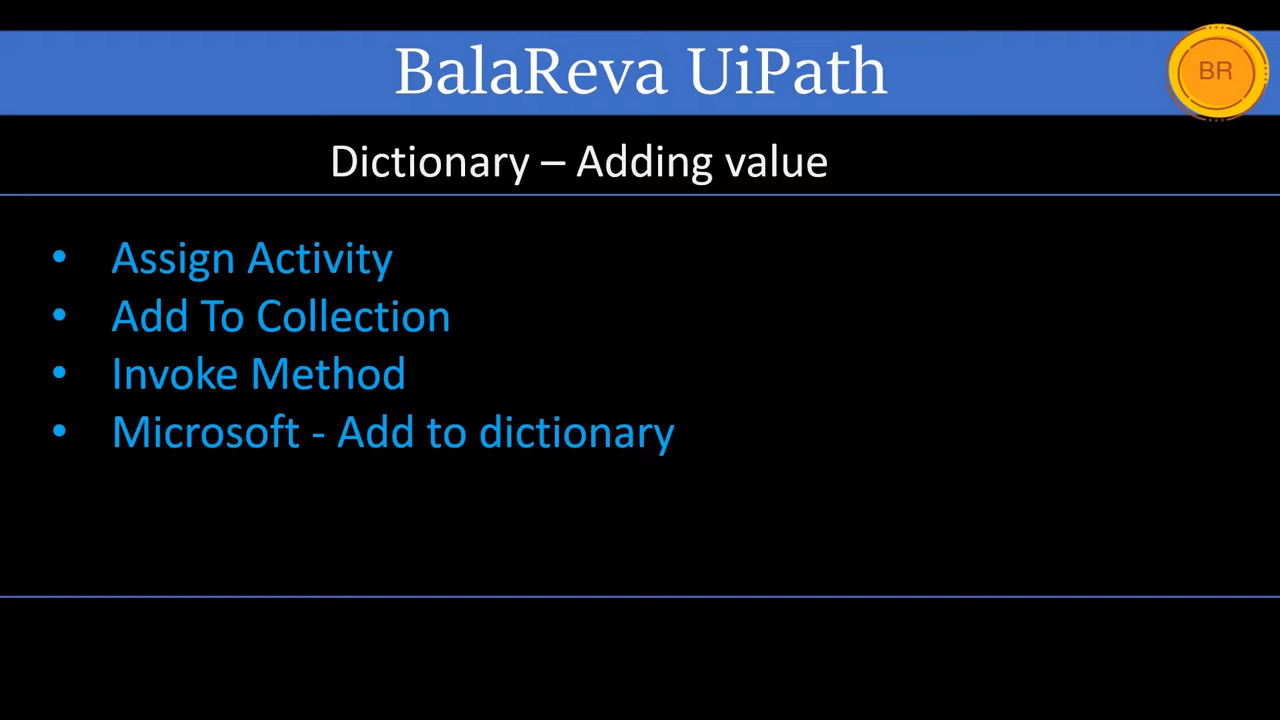 BalaReva UiPath
BR
Dictionary – Adding value
• Assign Activity
• Add To Collection
• Invoke Method
• Microsoft - Add to dictionary